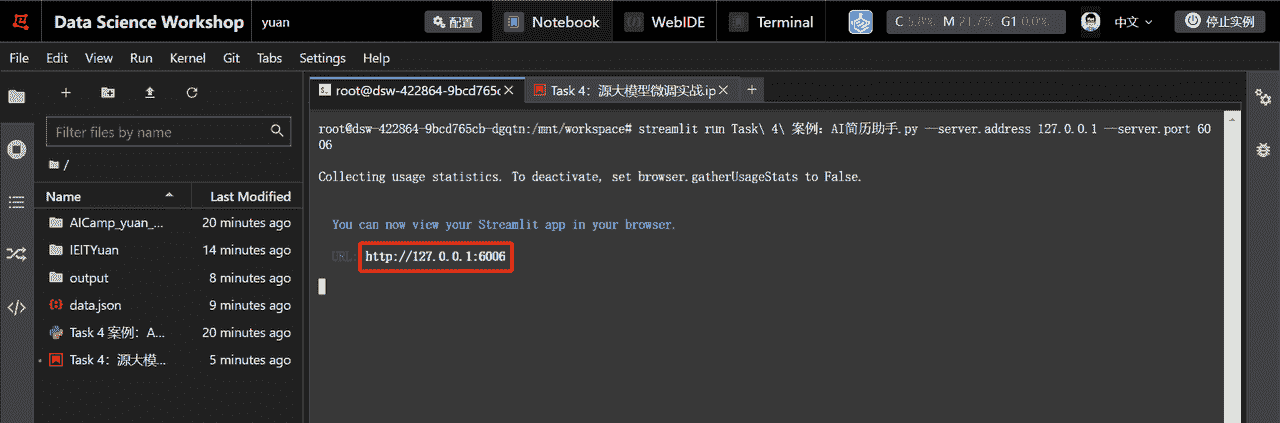 Data Science Workshop yuan 配置 Notebook WebIDE Terminal C 5.8% M 21.7% G1 0.0% 中文 停止实例
File Edit View Run Kernel Git Tabs Settings Help
root@dsw-422864-9bcd765c Task 4：源大模型微调实战.ip
Filter files by name
/
Name Last Modified
AICamp_yuan_... 20 minutes ago
IEITYuan 14 minutes ago
output 8 minutes ago
data.json 9 minutes ago
Task 4 案例：A... 20 minutes ago
Task 4：源大模... 5 minutes ago
root@dsw-422864-9bcd765cb-dgqtn:/mnt/workspace# streamlit run Task\ 4\ 案例：AI简历助手.py --server.address 127.0.0.1 --server.port 60
06
Collecting usage statistics. To deactivate, set browser.gatherUsageStats to False.
You can now view your Streamlit app in your browser.
URL: http://127.0.0.1:6006